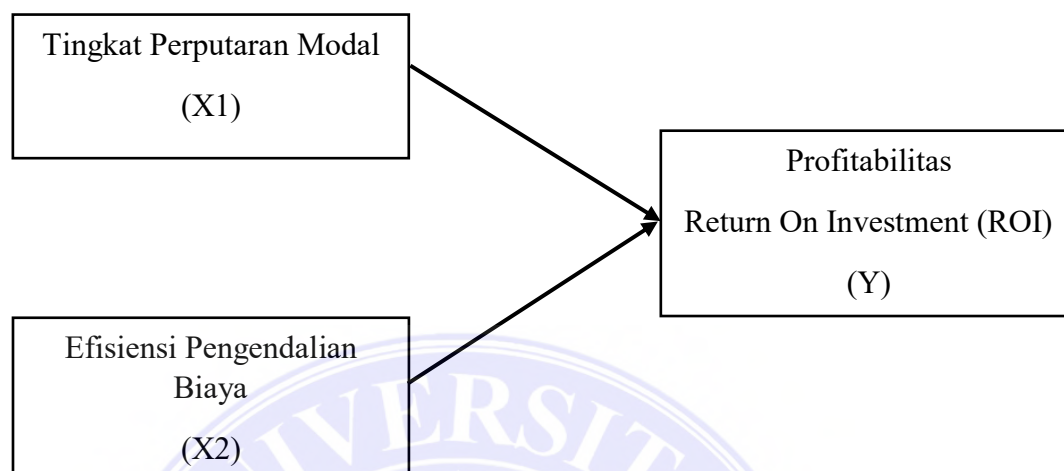 Tingkat Perputaran Modal
(X1)
Profitabilitas
Return On Investment (ROI)
(Y)
Efisiensi Pengendalian
Biaya
(X2)